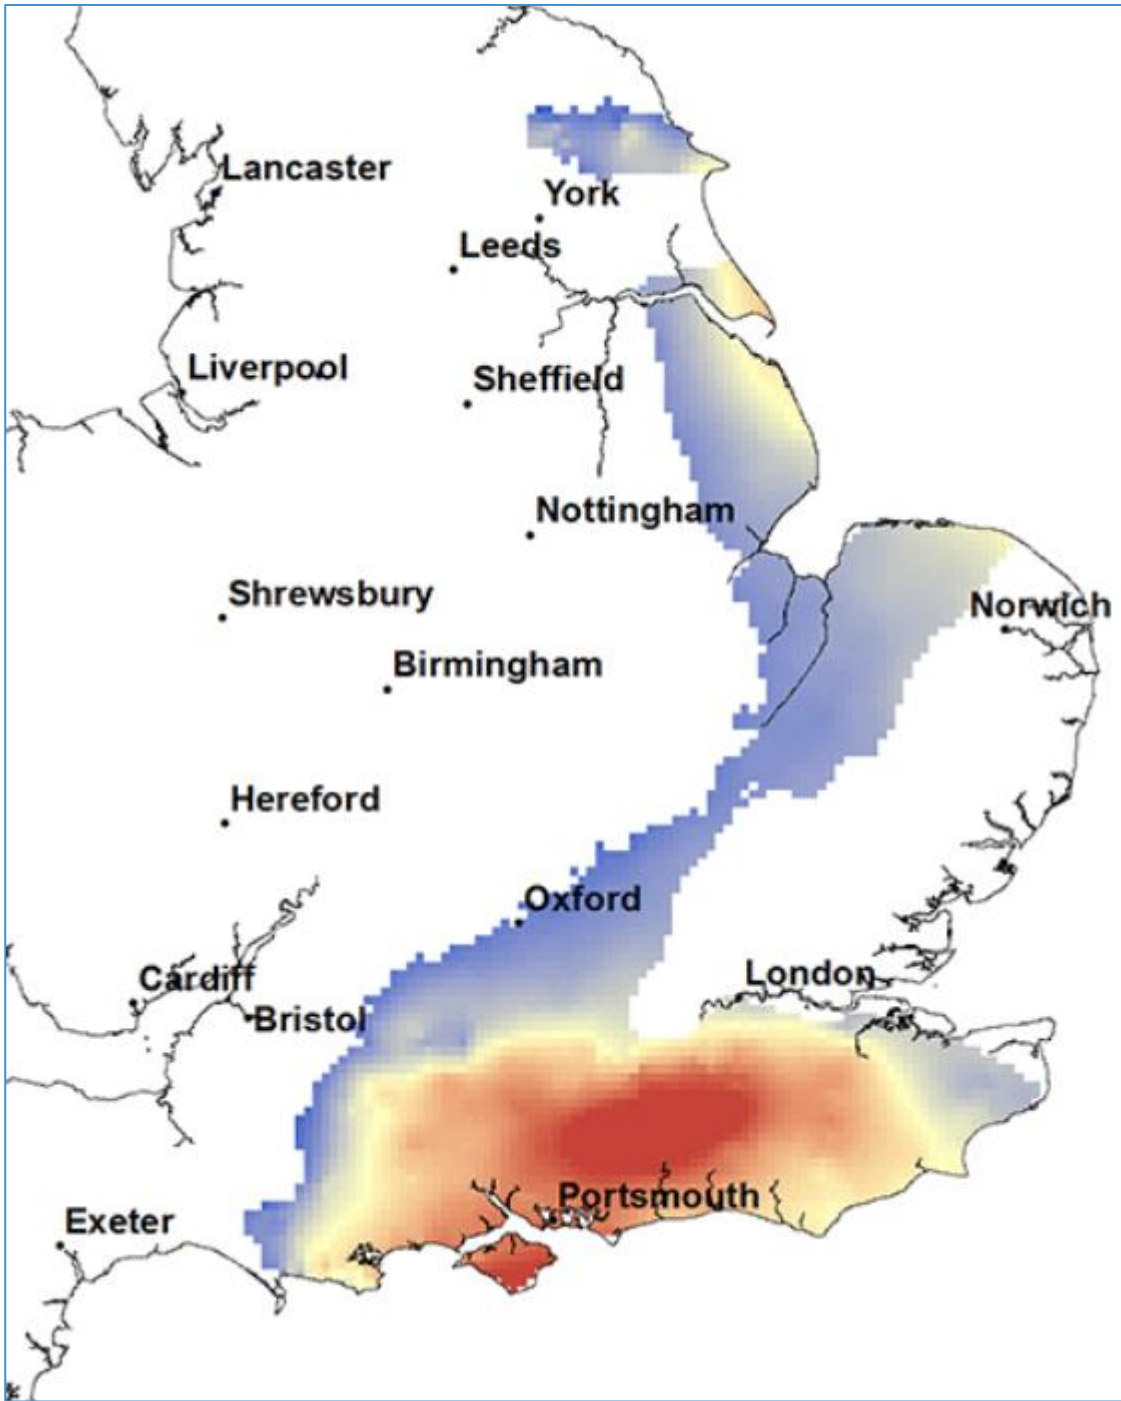 Lancaster
York
Leeds
Liverpool
Sheffield
Nottingham
Shrewsbury
Norwich
Birmingham
Hereford
Oxford
Cardiff
London
Bristol
Portsmouth
Exeter